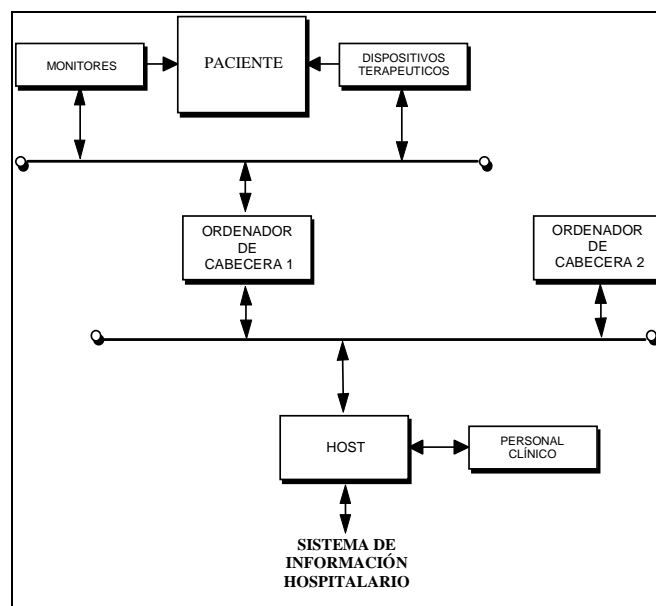 MONITORES
PACIENTE
DISPOSITIVOS
TERAPEUTICOS
ORDENADOR
DE
CABECERA 1
ORDENADOR
DE
CABECERA 2
HOST
PERSONAL
CLÍNICO
SISTEMA DE
INFORMACIÓN
HOSPITALARIO